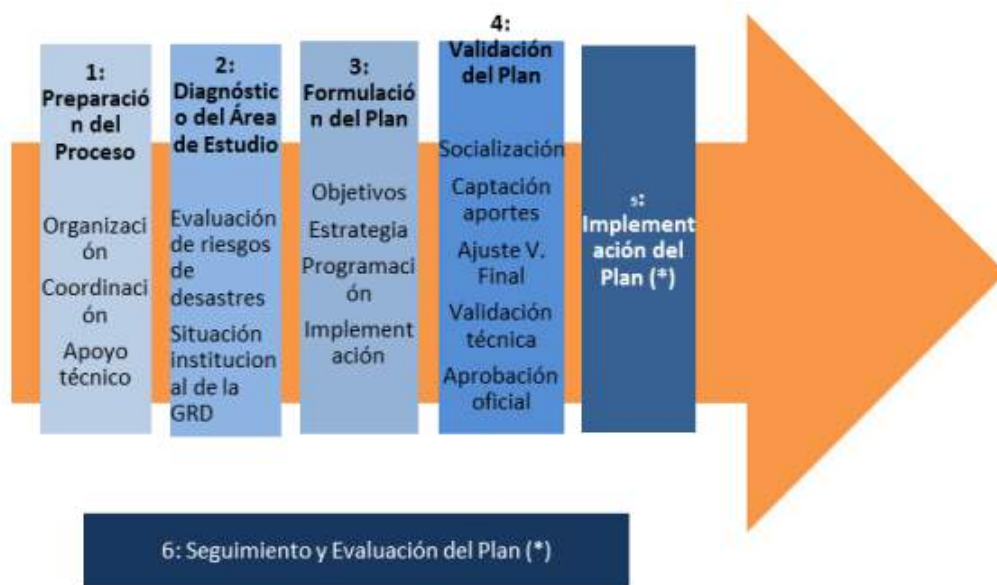 1:
Preparació
n del
Proceso
Organizaci
ón
Coordinaci
ón
Apoyo
técnico
2:
Diagnóstic
o del Área
de Estudio
Evaluación
de riesgos
de
desastres
Situación
institucion
al de la
GRD
3:
Formulació
n del Plan
Objetivos
Estrategia
Programaci
ón
Implement
ación
4:
Validación
del Plan
Socialización
Captación
aportes
Ajuste V.
Final
Validación
técnica
Aprobación
oficial
5:
Implement
ación del
Plan (*)
6: Seguimiento y Evaluación del Plan (*)